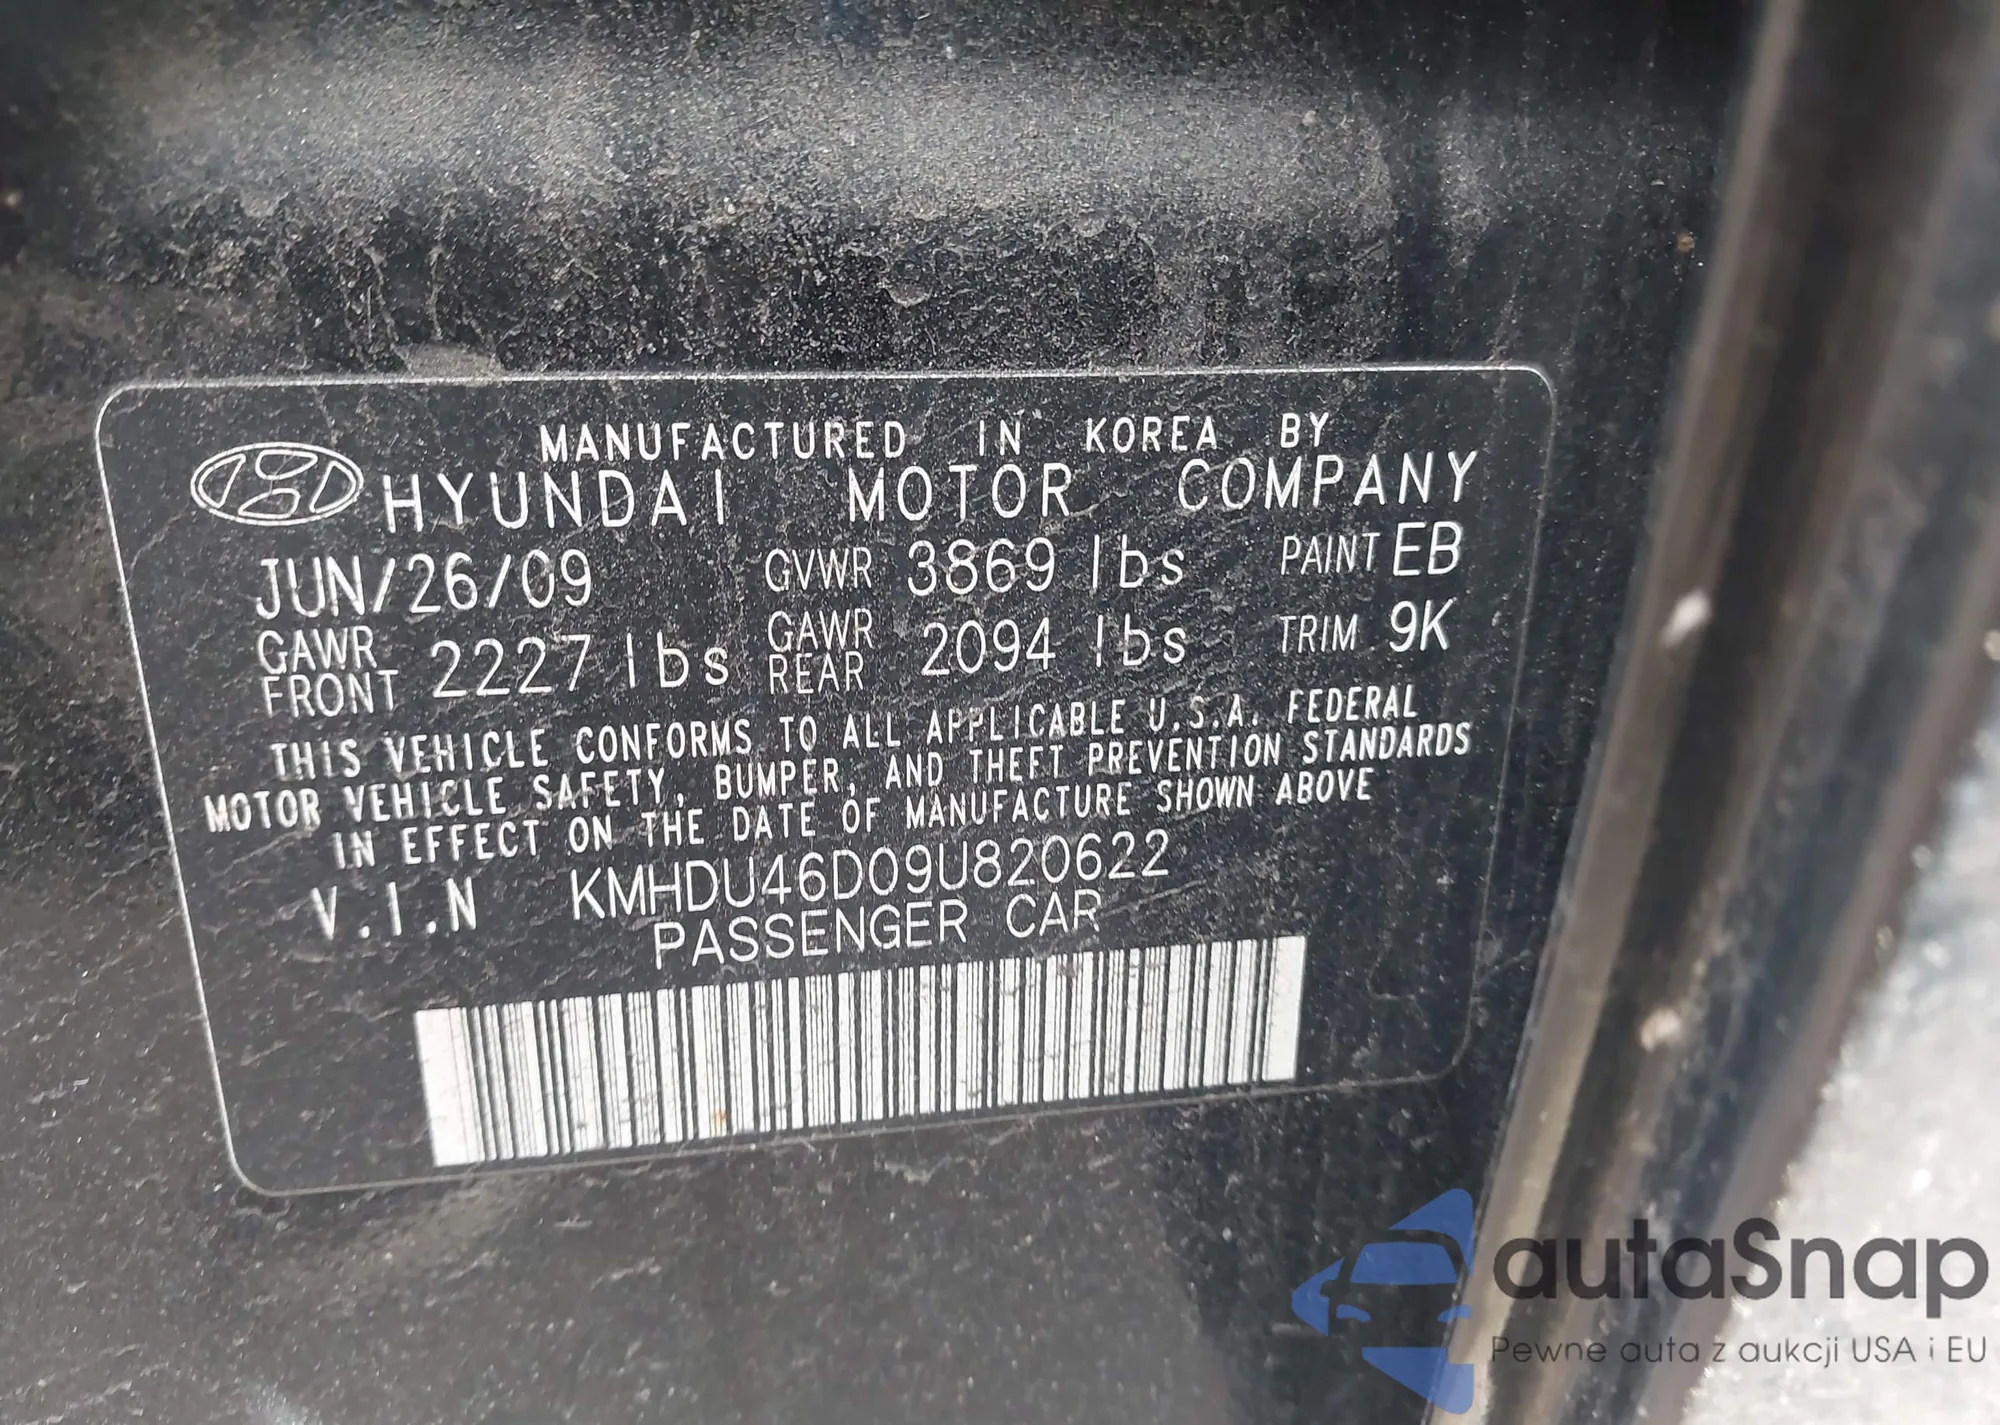 MANUFACTURED IN KOREA BY
HYUNDAI MOTOR COMPANY
JUN/26/09 GVWR 3869 lbs PAINT EB
GAWR FRONT 2227 lbs GAWR REAR 2094 lbs TRIM 9K
THIS VEHICLE CONFORMS TO ALL APPLICABLE U.S.A. FEDERAL
MOTOR VEHICLE SAFETY, BUMPER, AND THEFT PREVENTION STANDARDS
IN EFFECT ON THE DATE OF MANUFACTURE SHOWN ABOVE
V.I.N KMHDU46D09U820622
PASSENGER CAR
autaSnap
Pewne auta z aukcji USA i EU